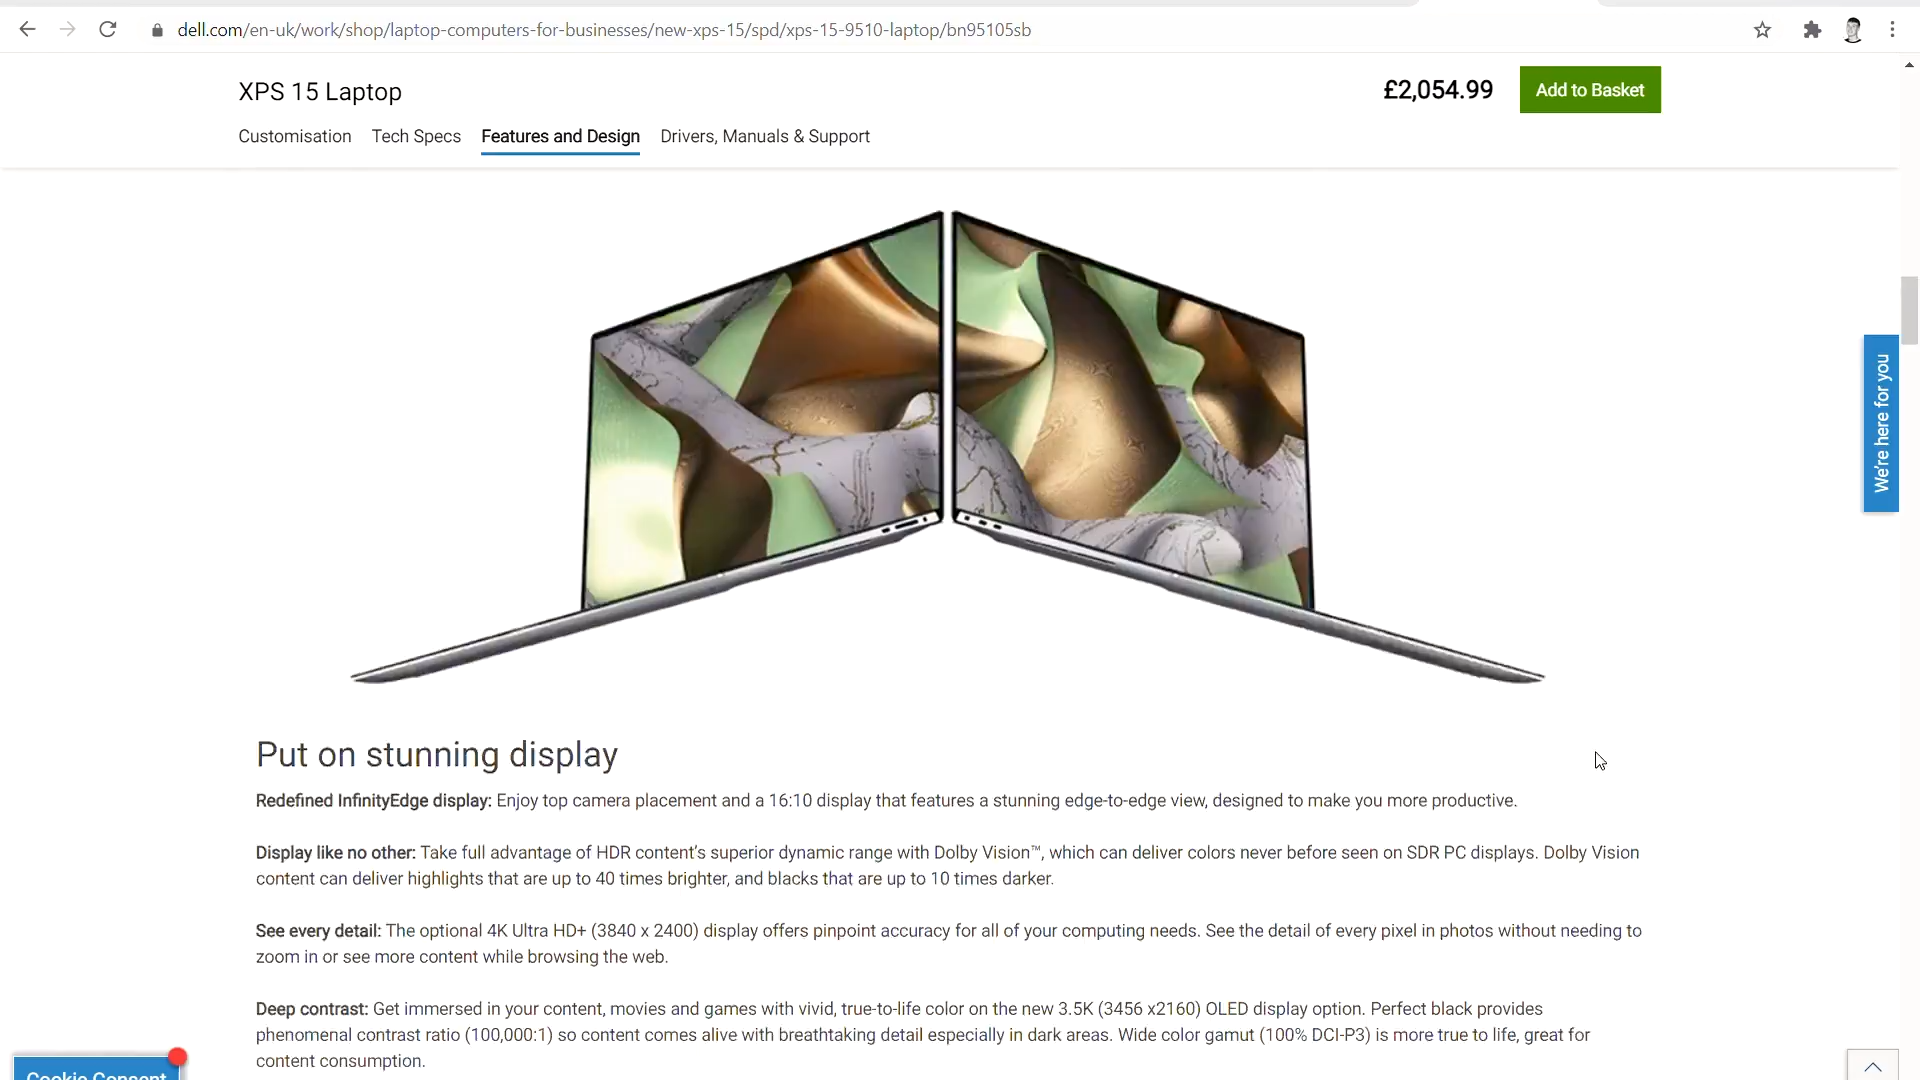 dell.com/en-uk/work/shop/laptop-computers-for-businesses/new-xps-15/spd/xps-15-9510-laptop/bn95105sb
XPS 15 Laptop
£2,054.99
Add to Basket
Customisation
Tech Specs
Features and Design
Drivers, Manuals & Support
We're here for you
Put on stunning display
Redefined InfinityEdge display: Enjoy top camera placement and a 16:10 display that features a stunning edge-to-edge view, designed to make you more productive.
Display like no other: Take full advantage of HDR content’s superior dynamic range with Dolby Vision™, which can deliver colors never before seen on SDR PC displays. Dolby Vision
content can deliver highlights that are up to 40 times brighter, and blacks that are up to 10 times darker.
See every detail: The optional 4K Ultra HD+ (3840 x 2400) display offers pinpoint accuracy for all of your computing needs. See the detail of every pixel in photos without needing to
zoom in or see more content while browsing the web.
Deep contrast: Get immersed in your content, movies and games with vivid, true-to-life color on the new 3.5K (3456 x2160) OLED display option. Perfect black provides
phenomenal contrast ratio (100,000:1) so content comes alive with breathtaking detail especially in dark areas. Wide color gamut (100% DCI-P3) is more true to life, great for
content consumption.
Cookie Consent